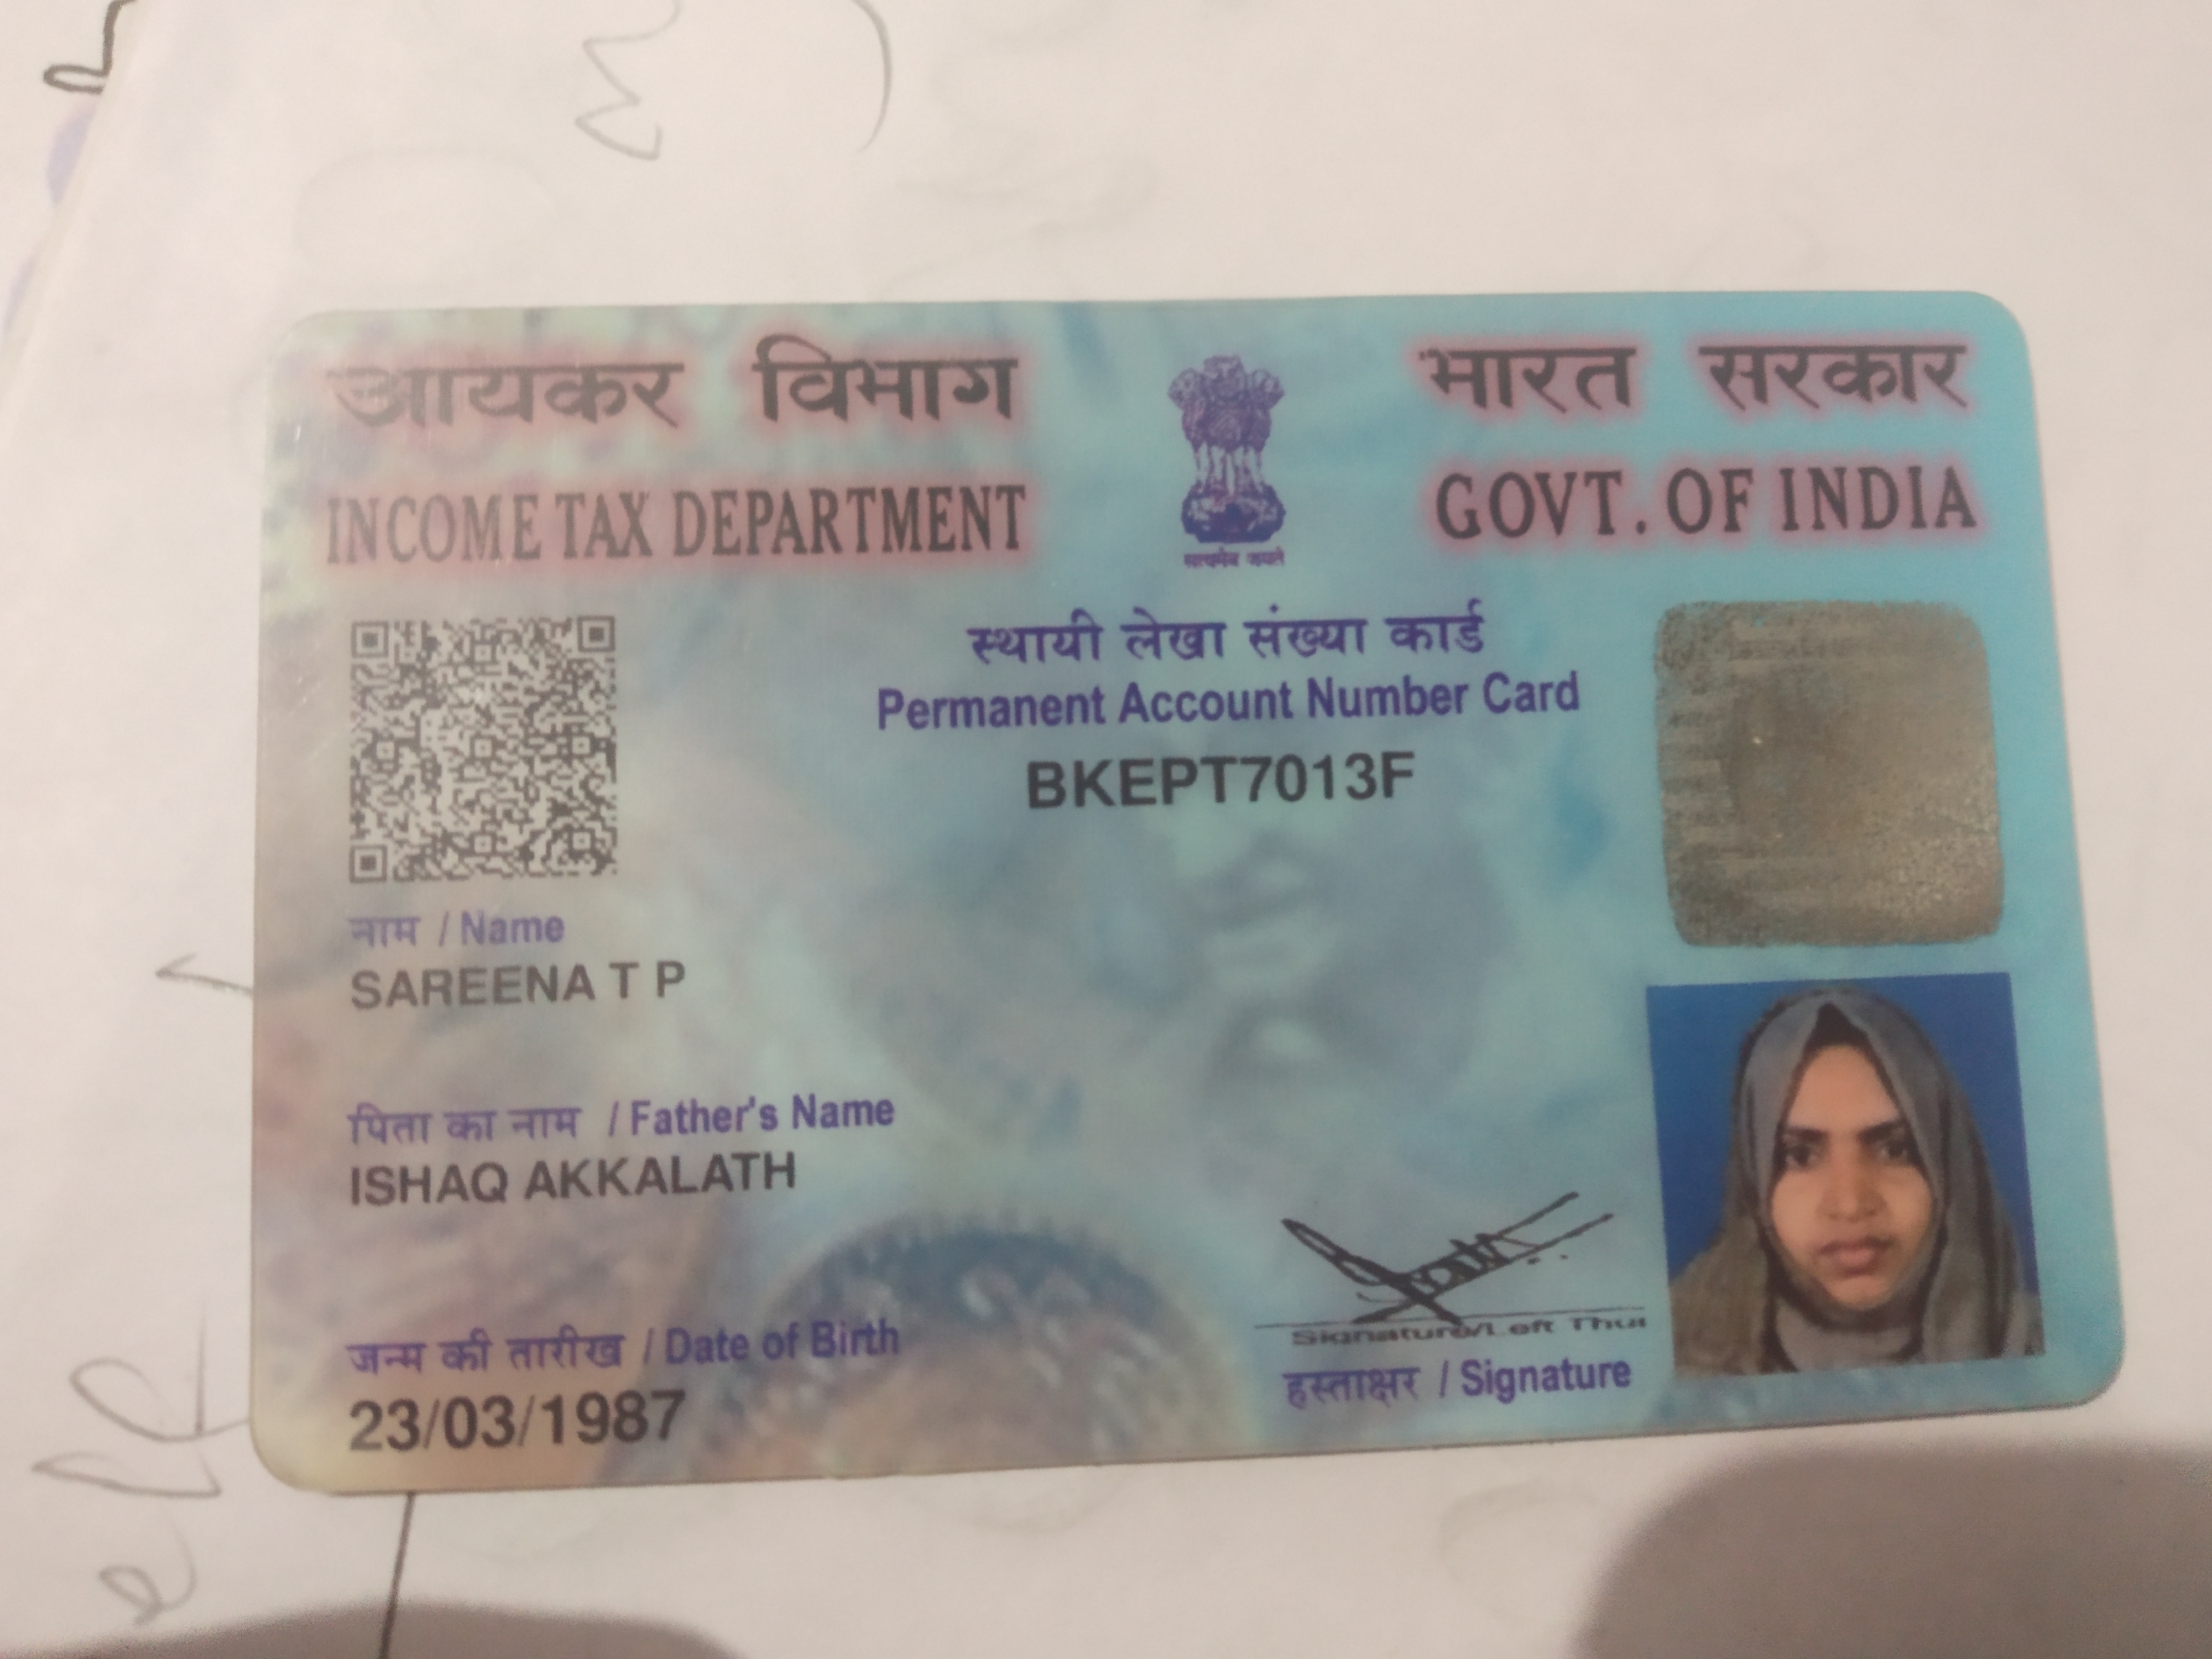 आयकर विभाग
INCOME TAX DEPARTMENT
सत्यमेव जयते
भारत सरकार
GOVT. OF INDIA
स्थायी लेखा संख्या कार्ड
Permanent Account Number Card
BKEPT7013F
नाम / Name
SAREENA T P
पिता का नाम / Father's Name
ISHAQ AKKALATH
जन्म की तारीख / Date of Birth
23/03/1987
Signature/Left Thu
हस्ताक्षर / Signature